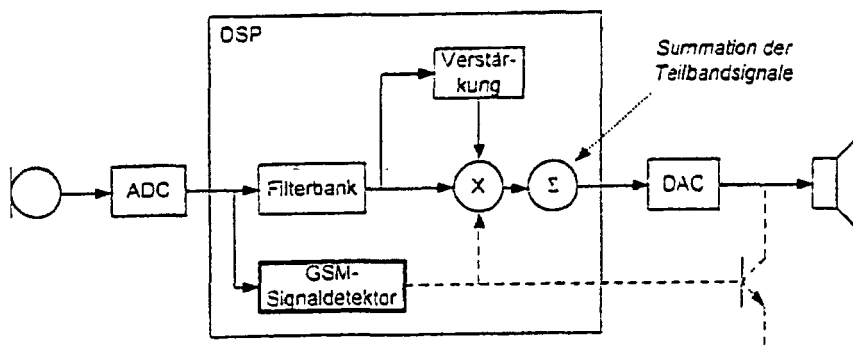 DSP
Verstär-
kung
Summation der
Teilbandsignale
ADC
Filterbank
X
Σ
DAC
GSM-
Signaldetektor